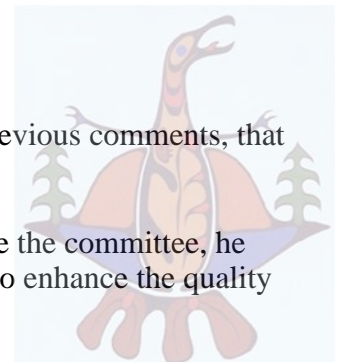 evious comments, that
e the committee, he
o enhance the quality